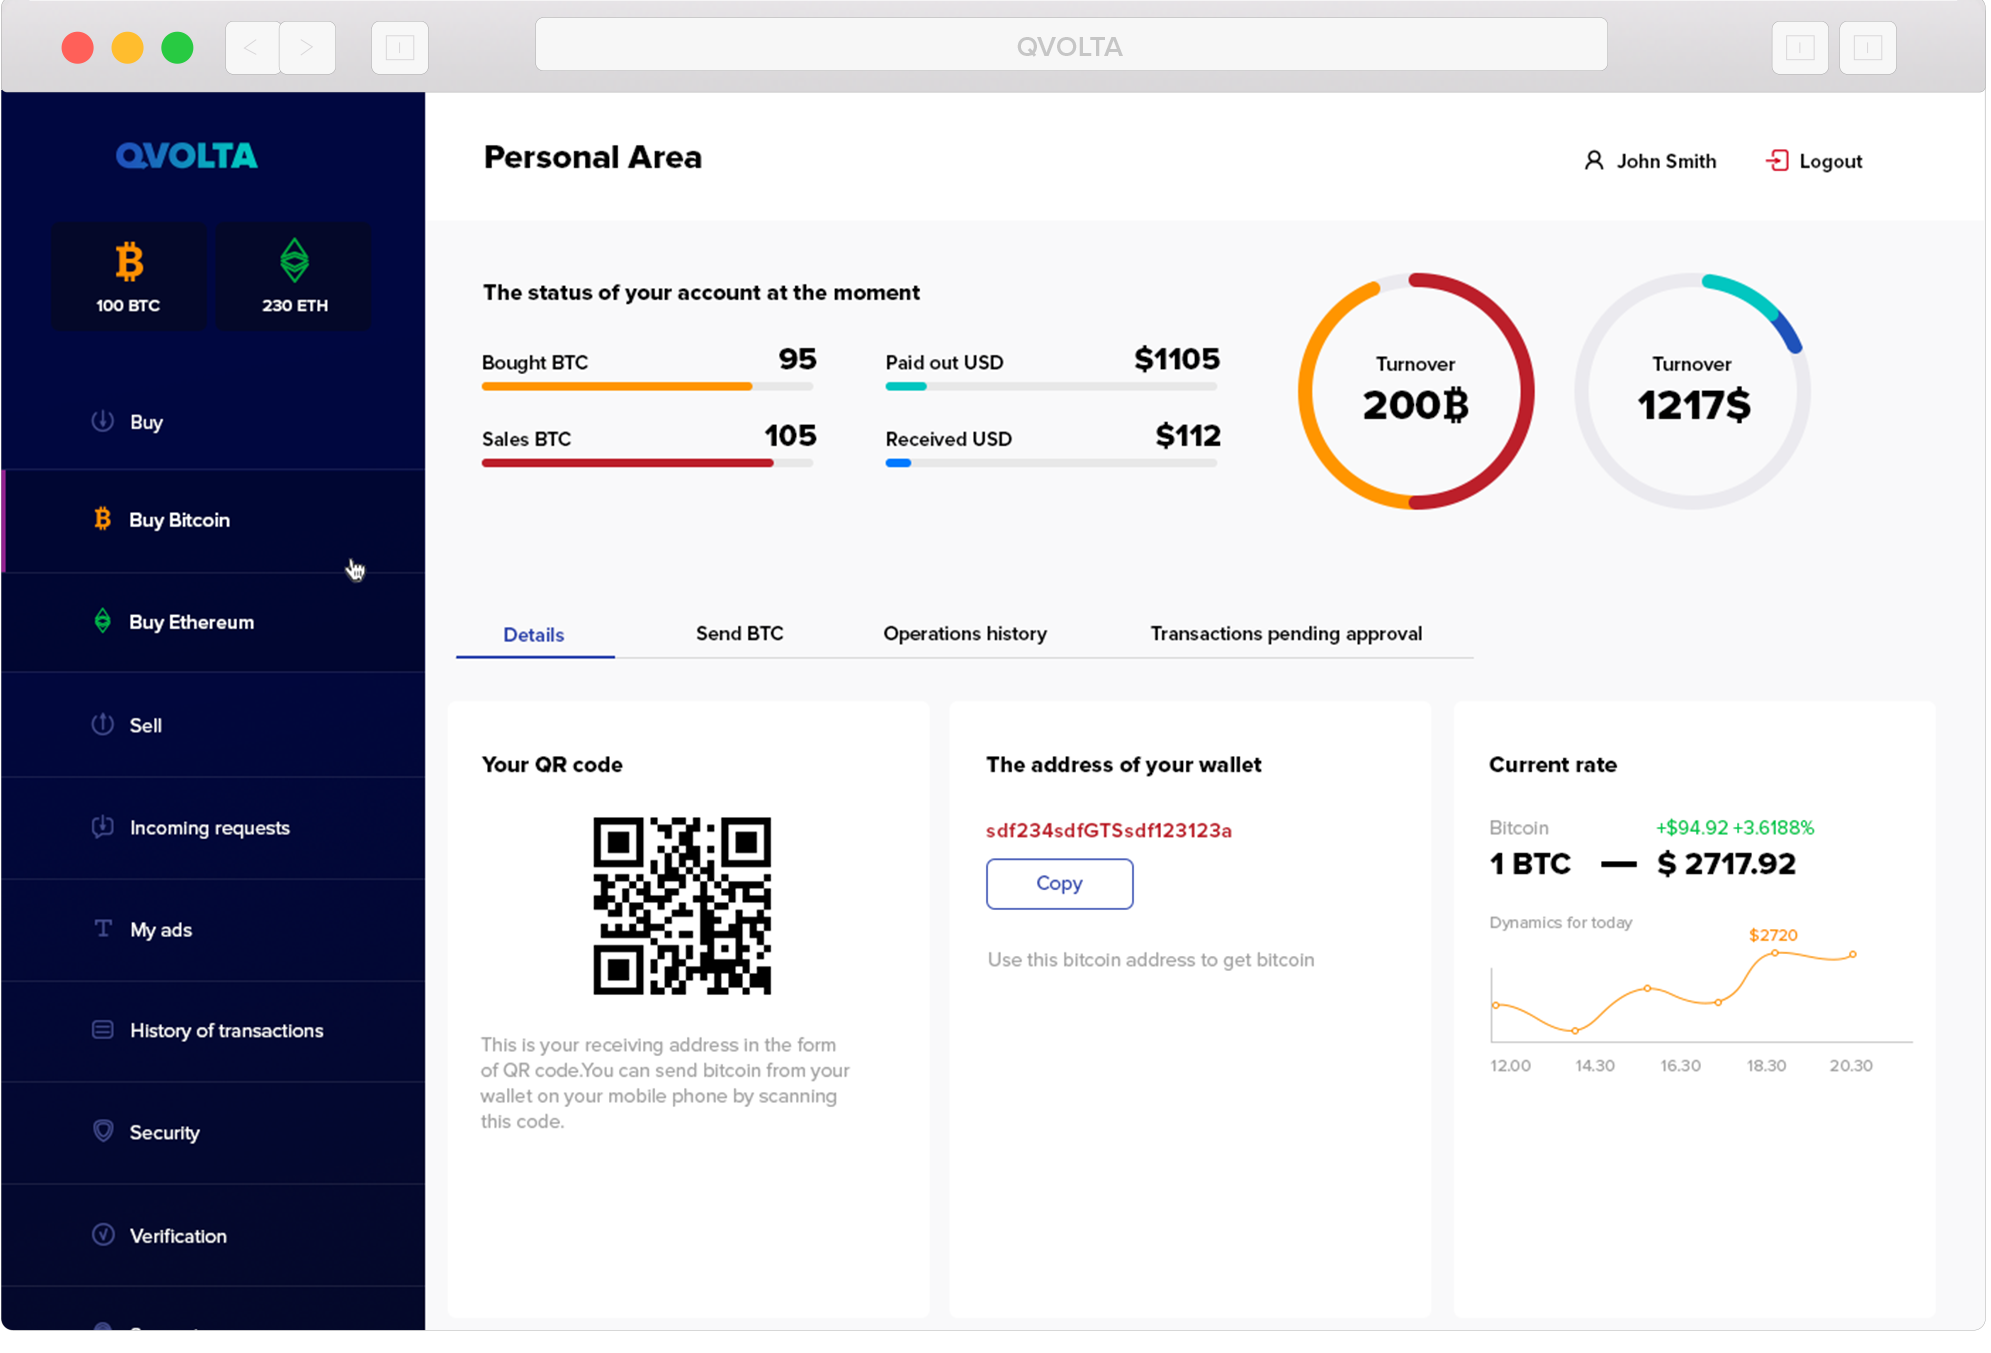 QVOLTA
QVOLTA
100 BTC
230 ETH
Buy
Buy Bitcoin
Buy Ethereum
Sell
Incoming requests
My ads
History of transactions
Security
Verification
Personal Area
John Smith
Logout
The status of your account at the moment
Bought BTC 95
Sales BTC 105
Paid out USD $1105
Received USD $112
Turnover
200₿
Turnover
1217$
Details
Send BTC
Operations history
Transactions pending approval
Your QR code
This is your receiving address in the form
of QR code.You can send bitcoin from your
wallet on your mobile phone by scanning
this code.
The address of your wallet
sdf234sdfGTSsdf123123a
Copy
Use this bitcoin address to get bitcoin
Current rate
Bitcoin +$94.92 +3.6188%
1 BTC — $ 2717.92
Dynamics for today
$2720
12.00 14.30 16.30 18.30 20.30